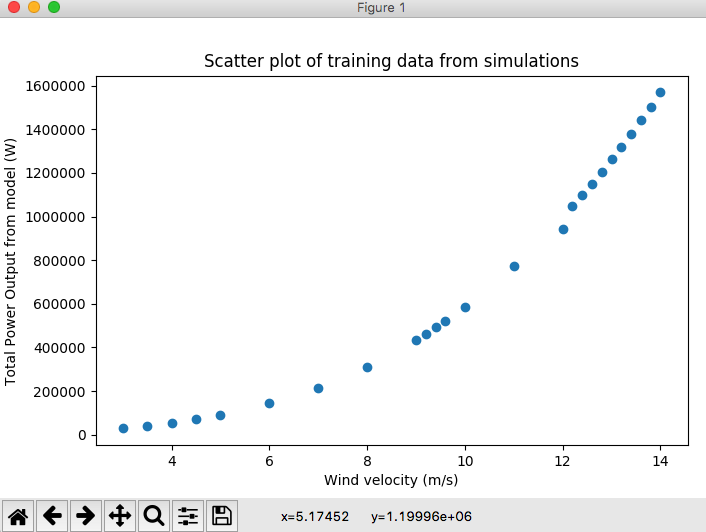 Figure 1
Scatter plot of training data from simulations
Total Power Output from model (W)
1600000
1400000
1200000
1000000
800000
600000
400000
200000
0
4 6 8 10 12 14
Wind velocity (m/s)
x=5.17452 y=1.19996e+06